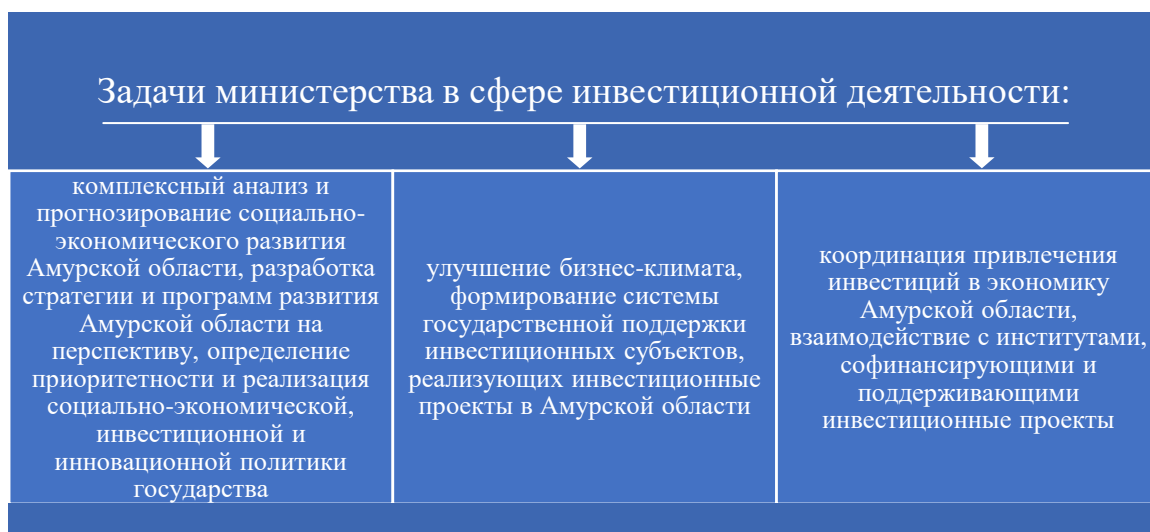 Задачи министерства в сфере инвестиционной деятельности:
комплексный анализ и
прогнозирование социально-
экономического развития
Амурской области, разработка
стратегии и программ развития
Амурской области на
перспективу, определение
приоритетности и реализация
социально-экономической,
инвестиционной и
инновационной политики
государства
улучшение бизнес-климата,
формирование системы
государственной поддержки
инвестиционных субъектов,
реализующих инвестиционные
проекты в Амурской области
координация привлечения
инвестиций в экономику
Амурской области,
взаимодействие с институтами,
софинансирующими и
поддерживающими
инвестиционные проекты